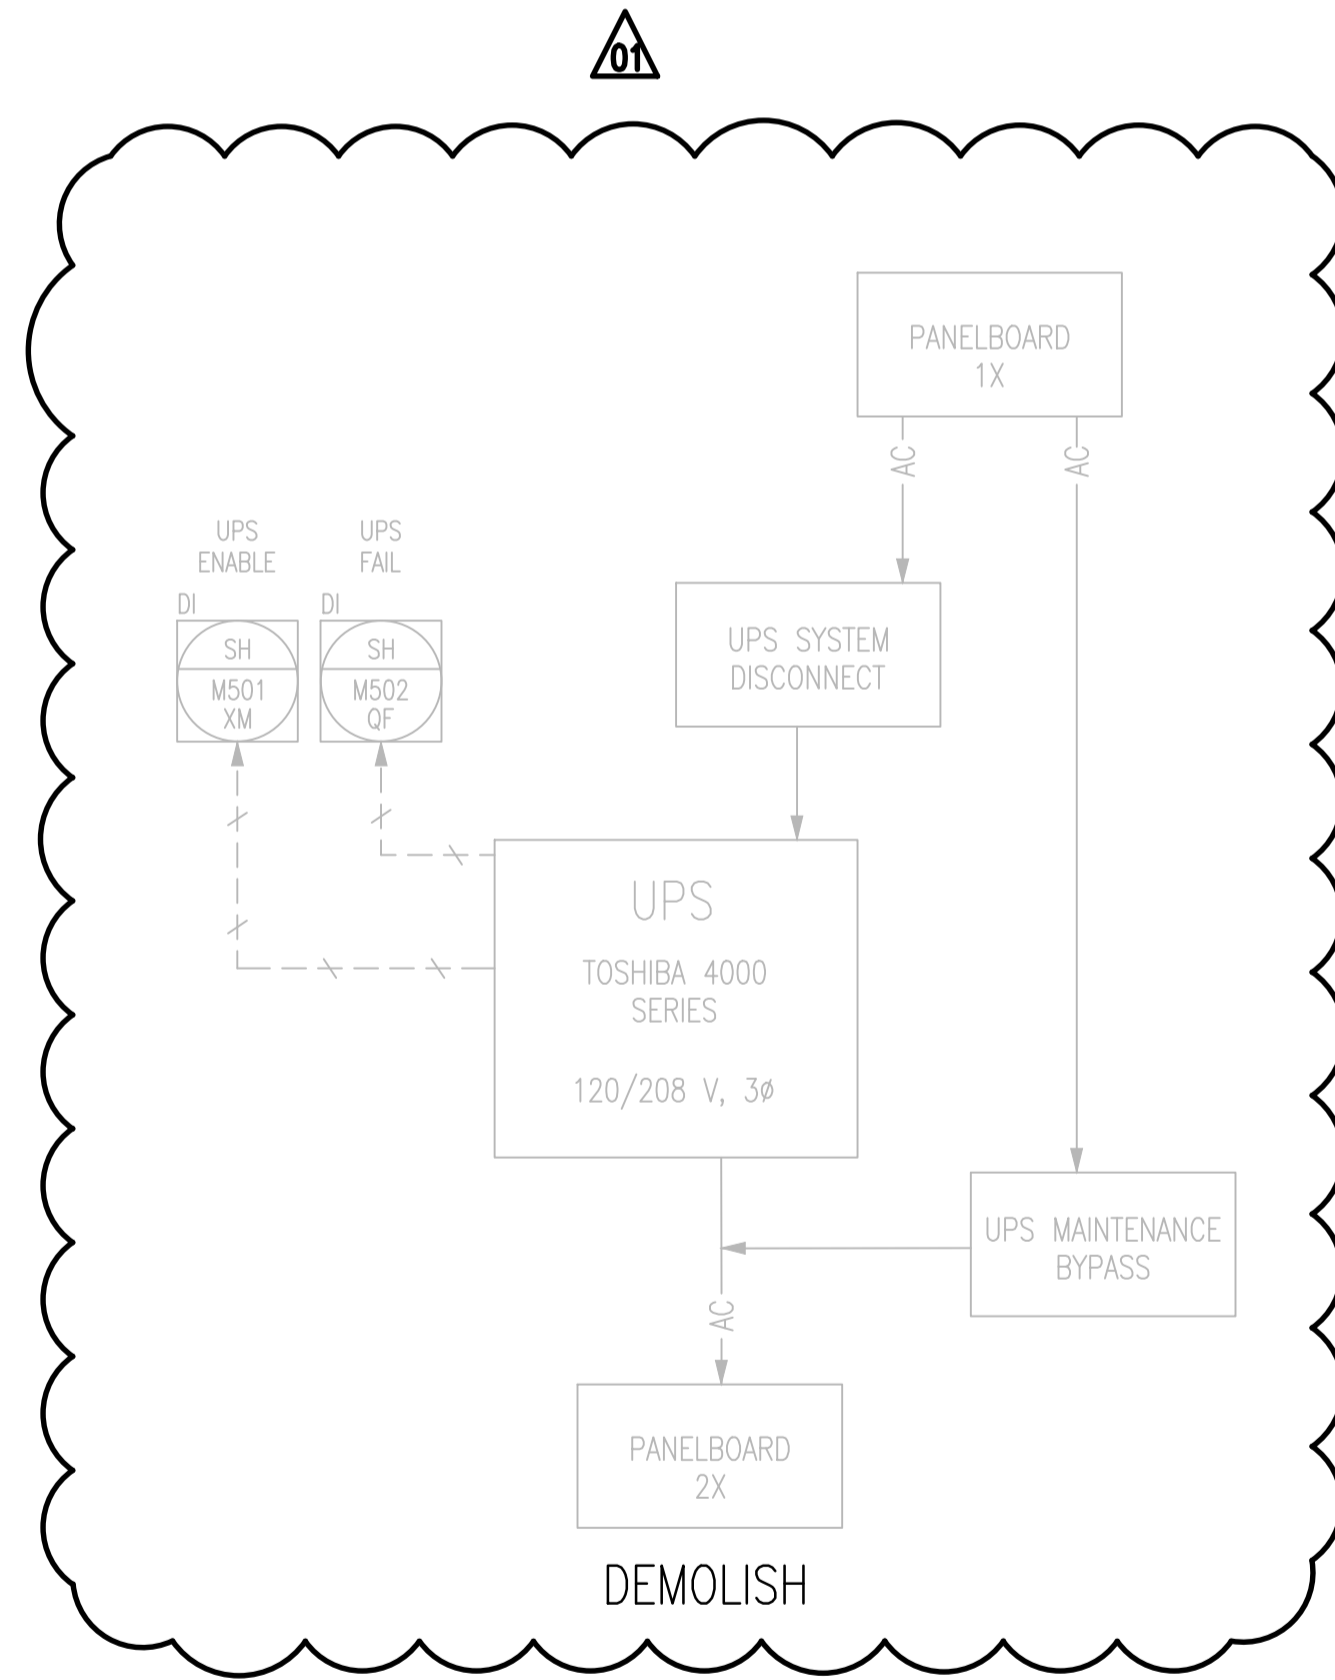 01
PANELBOARD
1X
AC
AC
UPS
ENABLE
UPS
FAIL
DI
DI
SH
M501
XM
SH
M502
QF
UPS SYSTEM
DISCONNECT
UPS
TOSHIBA 4000
SERIES
120/208 V, 3ø
UPS MAINTENANCE
BYPASS
AC
PANELBOARD
2X
DEMOLISH